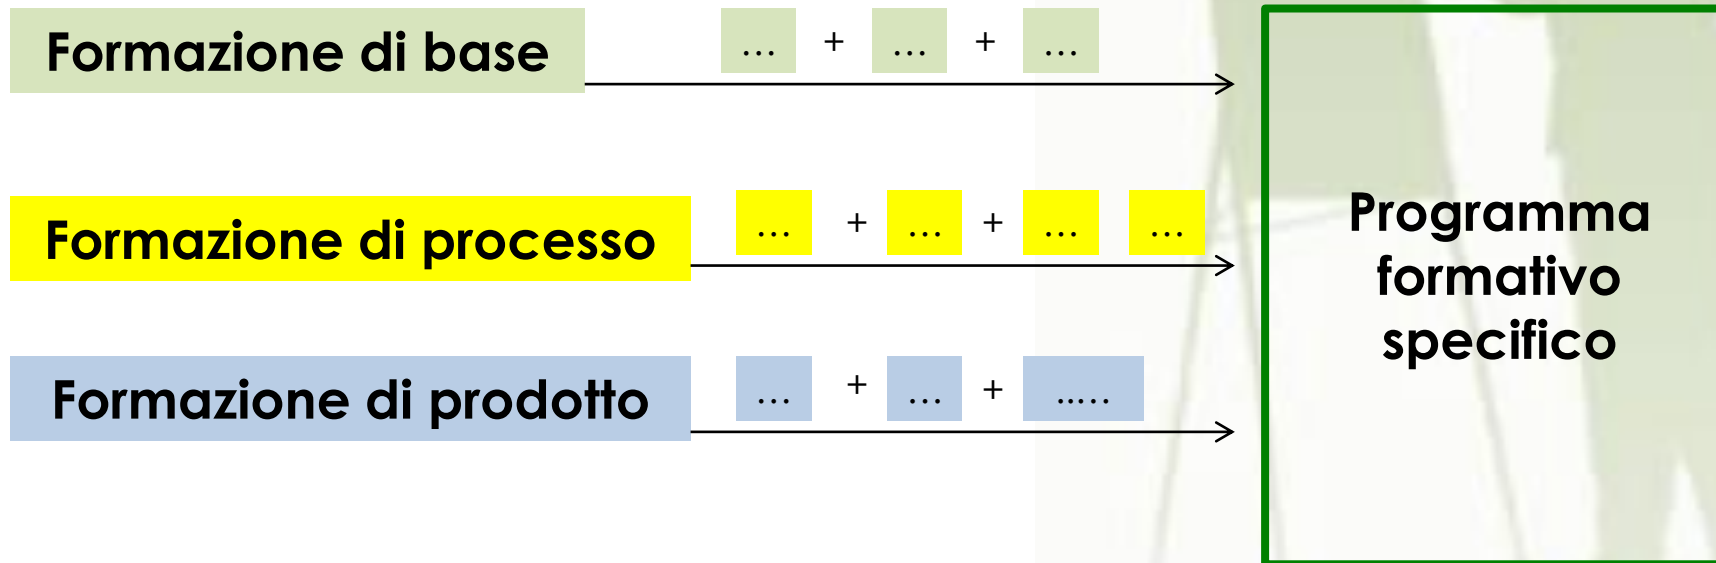 Formazione di base … + … + …
Formazione di processo … + … + … …
Formazione di prodotto … + … + .….
Programma
formativo
specifico